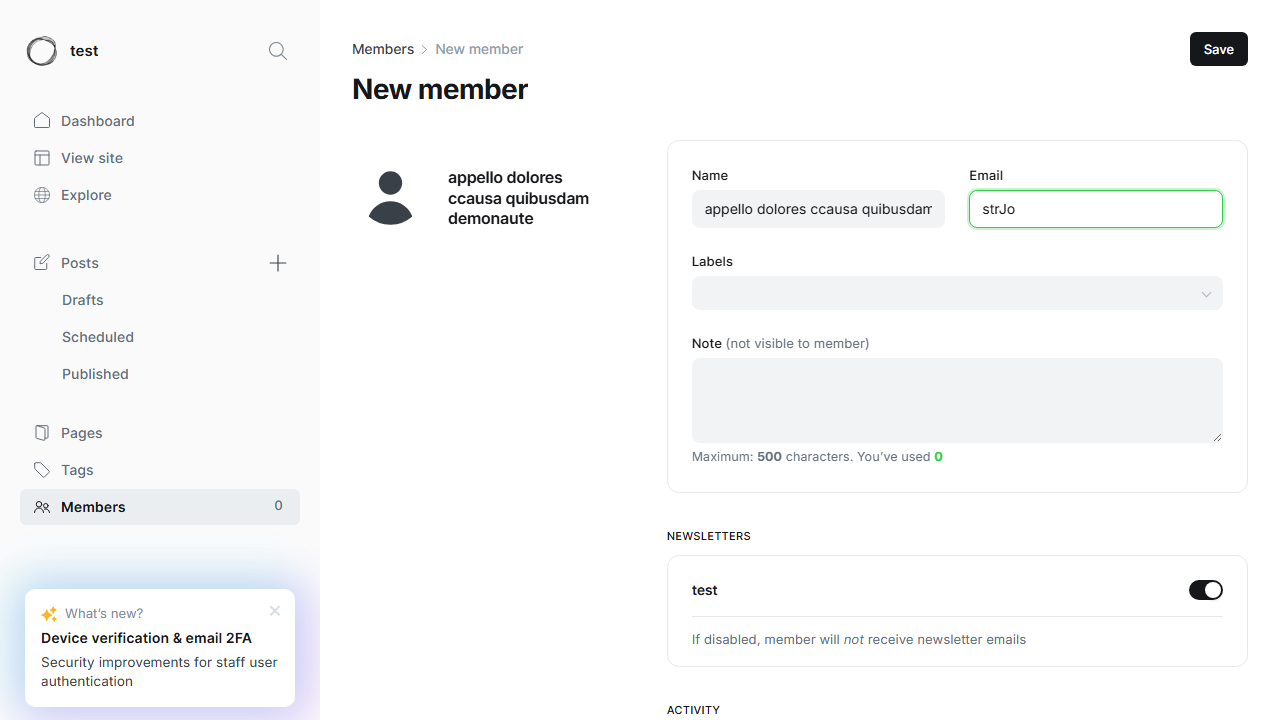 test
Dashboard
View site
Explore
Posts
Drafts
Scheduled
Published
Pages
Tags
Members 0
What's new?
Device verification & email 2FA
Security improvements for staff user
authentication
Members > New member
Save
New member
appello dolores
ccausa quibusdam
demonaute
Name
appello dolores ccausa quibusdam
Email
strJo
Labels
Note (not visible to member)
Maximum: 500 characters. You've used 0
NEWSLETTERS
test
If disabled, member will not receive newsletter emails
ACTIVITY